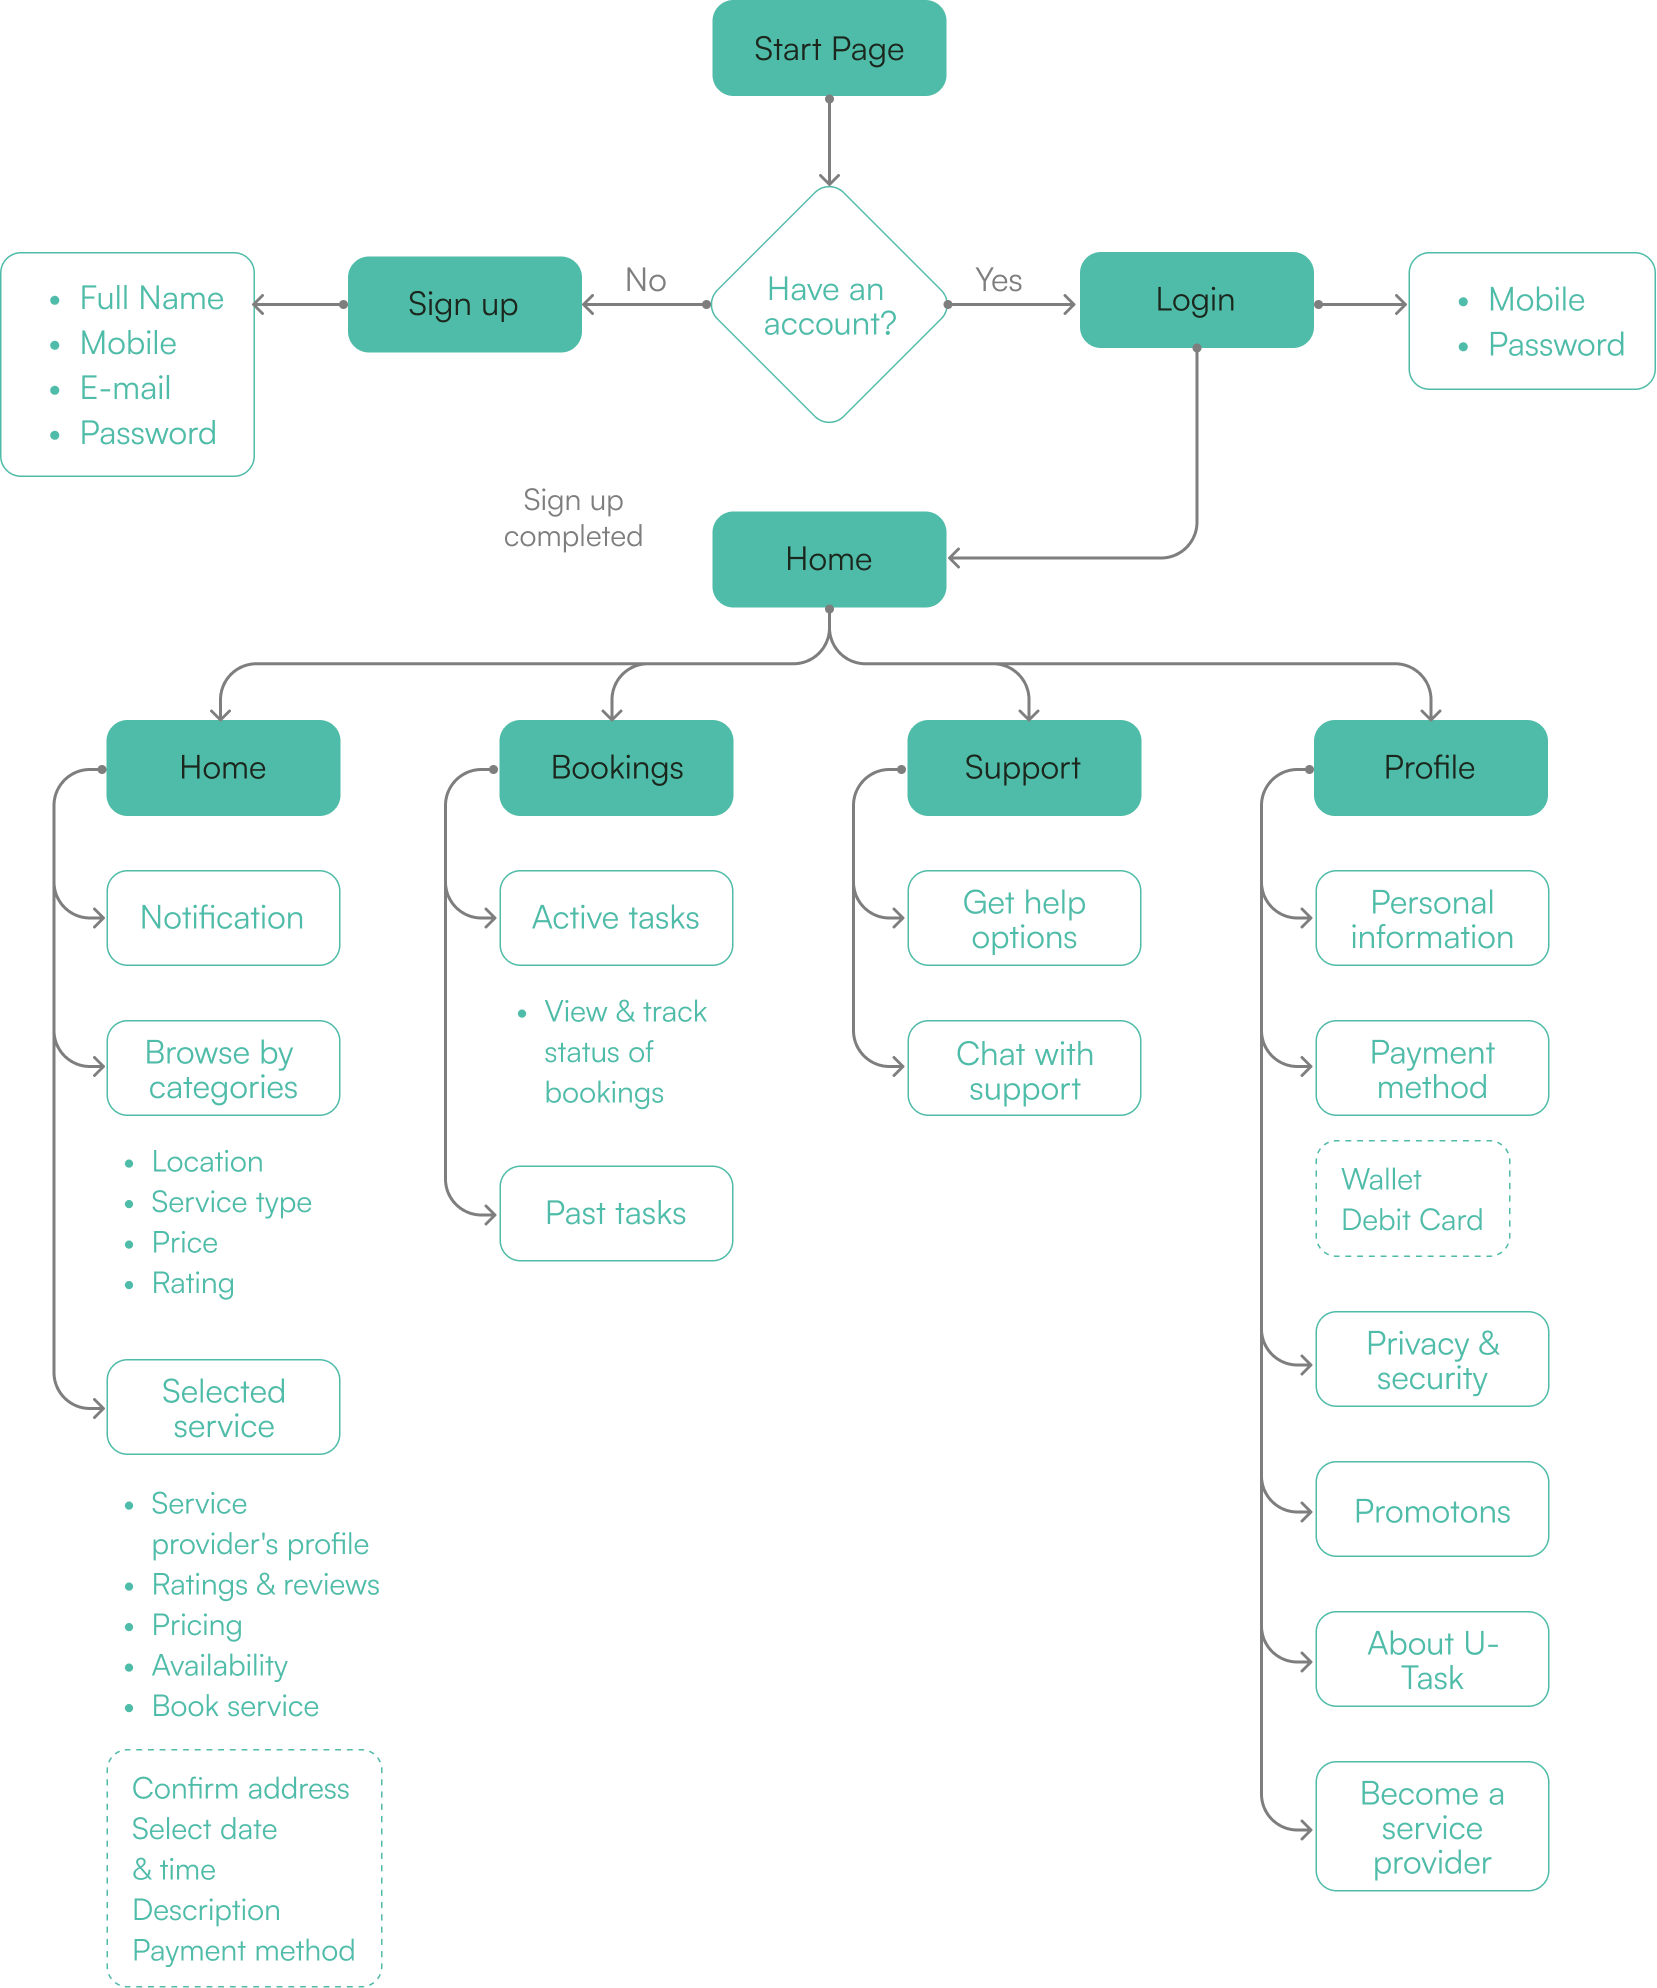 Start Page
Have an
account?
No
Yes
Sign up
Login
• Full Name
• Mobile
• E-mail
• Password
• Mobile
• Password
Sign up
completed
Home
Home
Bookings
Support
Profile
Notification
Browse by
categories
• Location
• Service type
• Price
• Rating
Selected
service
• Service
provider's profile
• Ratings & reviews
• Pricing
• Availability
• Book service
Confirm address
Select date
& time
Description
Payment method
Active tasks
• View & track
status of
bookings
Past tasks
Get help
options
Chat with
support
Personal
information
Payment
method
Wallet
Debit Card
Privacy &
security
Promotons
About U-
Task
Become a
service
provider